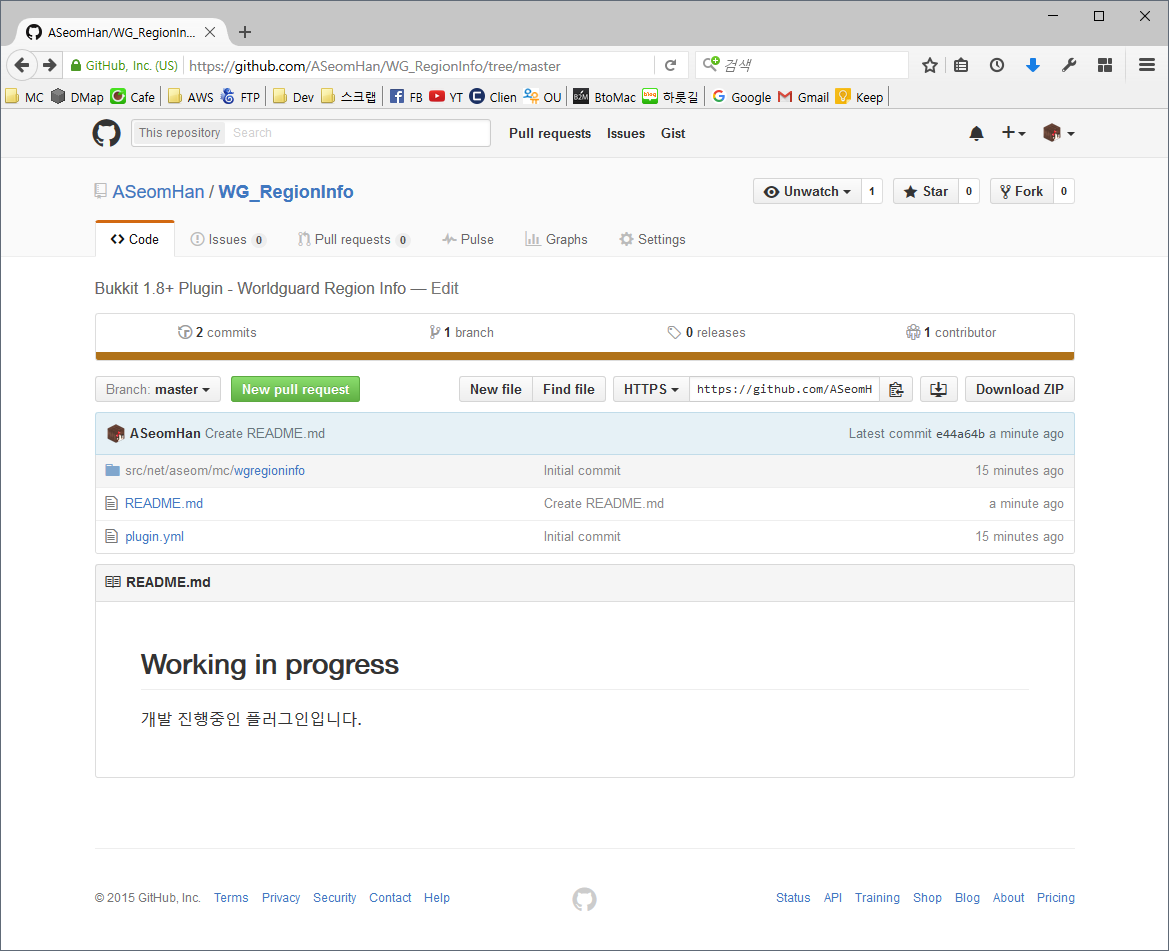 ASeomHan/WG_RegionIn...
GitHub, Inc. (US) https://github.com/ASeomHan/WG_RegionInfo/tree/master 검색
MC DMap Cafe AWS FTP Dev 스크랩 FB YT Clien OU BtoMac 하룻길 Google Gmail Keep
This repository Search Pull requests Issues Gist
ASeomHan / WG_RegionInfo Unwatch 1 Star 0 Fork 0
Code Issues 0 Pull requests 0 Pulse Graphs Settings
Bukkit 1.8+ Plugin - Worldguard Region Info — Edit
2 commits 1 branch 0 releases 1 contributor
Branch: master New pull request New file Find file HTTPS https://github.com/ASeomH Download ZIP
ASeomHan Create README.md Latest commit e44a64b a minute ago
src/net/aseom/mc/wgregioninfo Initial commit 15 minutes ago
README.md Create README.md a minute ago
plugin.yml Initial commit 15 minutes ago
README.md
Working in progress
개발 진행중인 플러그인입니다.
© 2015 GitHub, Inc. Terms Privacy Security Contact Help Status API Training Shop Blog About Pricing